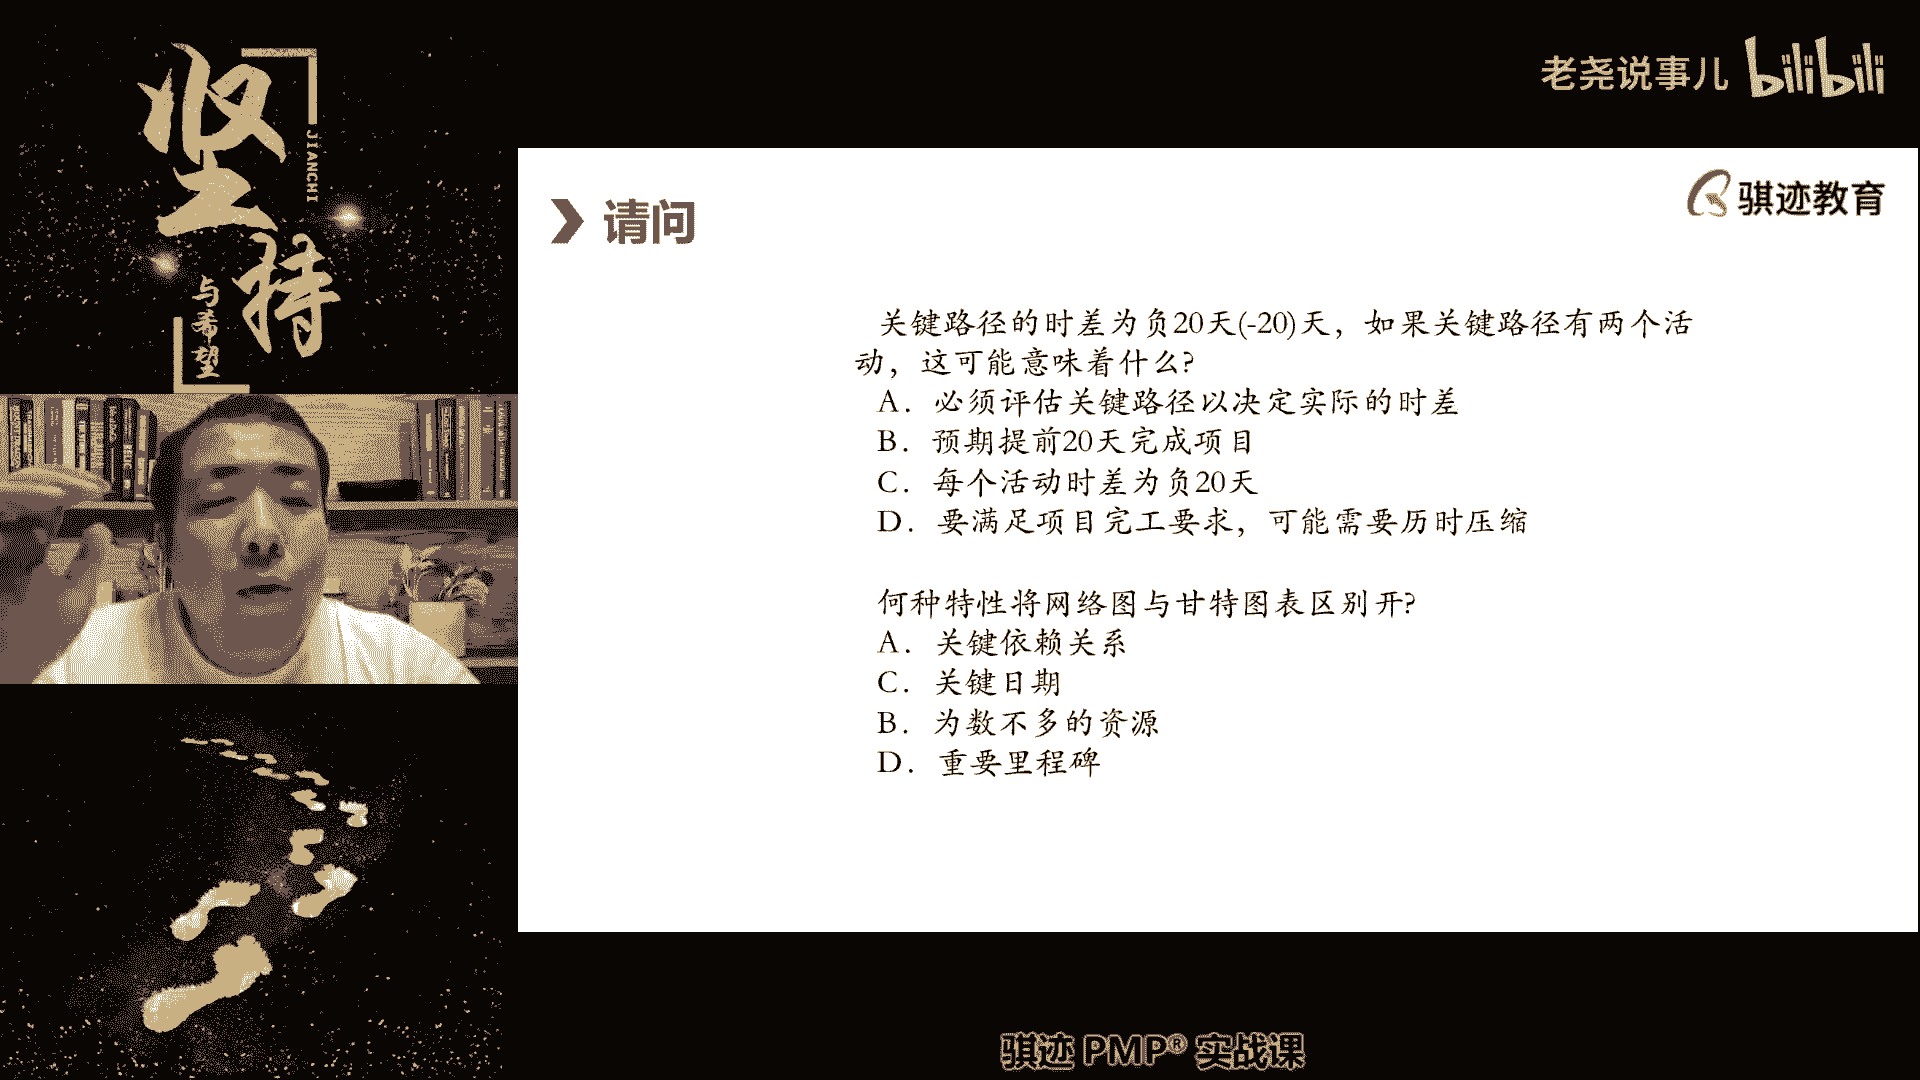 坚持
JIANCHI
与希望
老尧说事儿 bilibili
骐迹教育
请问
关键路径的时差为负20天(-20)天，如果关键路径有两个活
动，这可能意味着什么?
A．必须评估关键路径以决定实际的时差
B．预期提前20天完成项目
C．每个活动时差为负20天
D．要满足项目完工要求，可能需要历时压缩
何种特性将网络图与甘特图表区别开?
A．关键依赖关系
C．关键日期
B．为数不多的资源
D．重要里程碑
骐迹 PMP® 实战课